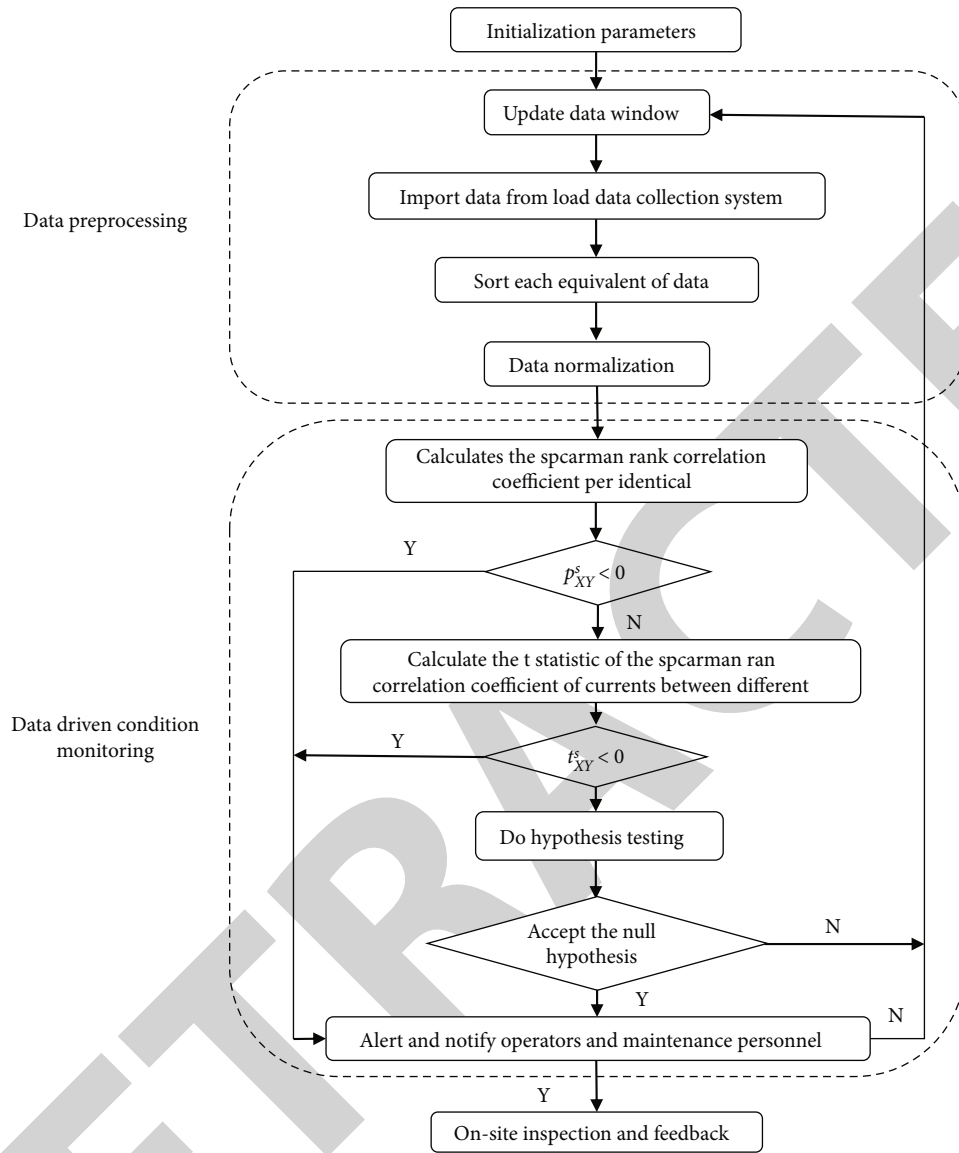 Initialization parameters
Update data window
Import data from load data collection system
Data preprocessing
Sort each equivalent of data
Data normalization
Calculates the spcarman rank correlation
coefficient per identical
Y
p^s_XY < 0
N
Calculate the t statistic of the spcarman ran
correlation coefficient of currents between different
Data driven condition
monitoring
Y
t^s_XY < 0
Do hypothesis testing
Accept the null
hypothesis
N
Y
N
Alert and notify operators and maintenance personnel
Y
On-site inspection and feedback
ETRACTE